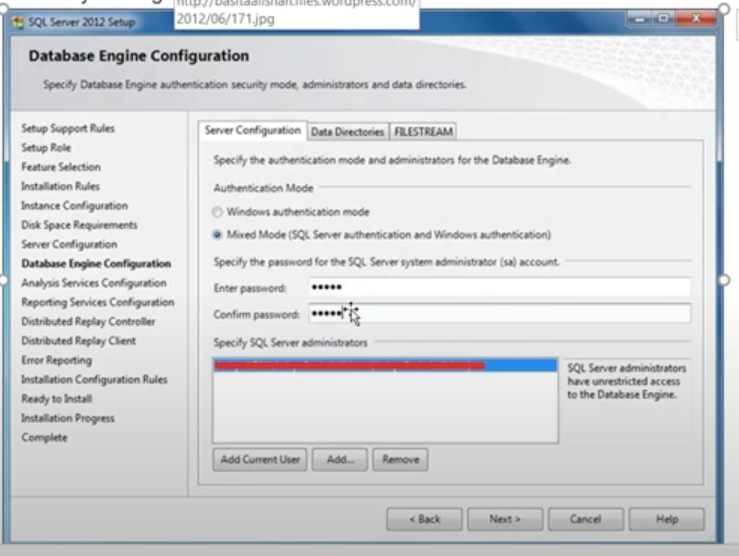 http://basitaalishan.files.wordpress.com/
2012/06/171.jpg
SQL Server 2012 Setup
Database Engine Configuration
Specify Database Engine authentication security mode, administrators and data directories.
Setup Support Rules
Setup Role
Feature Selection
Installation Rules
Instance Configuration
Disk Space Requirements
Server Configuration
Database Engine Configuration
Analysis Services Configuration
Reporting Services Configuration
Distributed Replay Controller
Distributed Replay Client
Error Reporting
Installation Configuration Rules
Ready to Install
Installation Progress
Complete
Server Configuration Data Directories FILESTREAM
Specify the authentication mode and administrators for the Database Engine.
Authentication Mode
Windows authentication mode
Mixed Mode (SQL Server authentication and Windows authentication)
Specify the password for the SQL Server system administrator (sa) account.
Enter password: •••••
Confirm password: •••••
Specify SQL Server administrators
SQL Server administrators
have unrestricted access
to the Database Engine.
Add Current User Add... Remove
< Back Next > Cancel Help